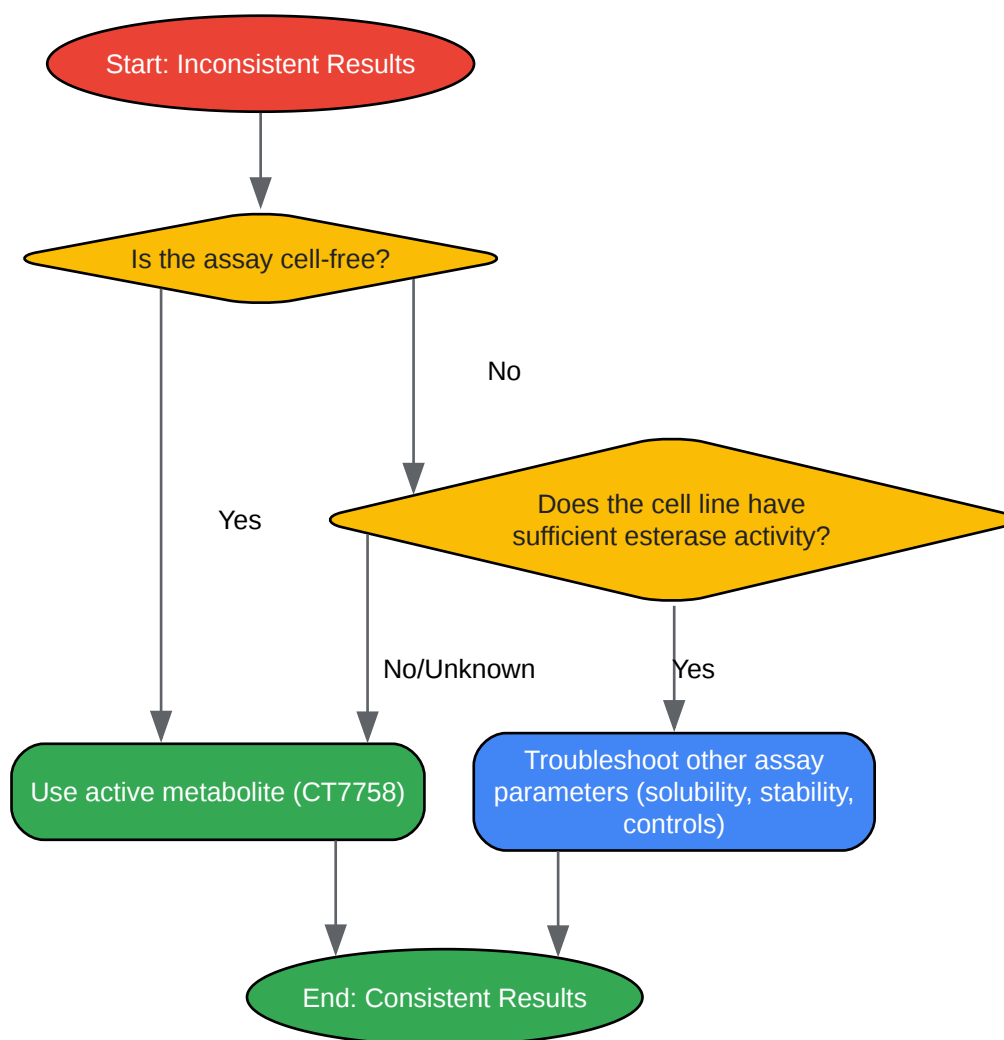 Start: Inconsistent Results
Is the assay cell-free?
No
Does the cell line have
sufficient esterase activity?
Yes
No/Unknown
Yes
Use active metabolite (CT7758)
Troubleshoot other assay
parameters (solubility, stability,
controls)
End: Consistent Results